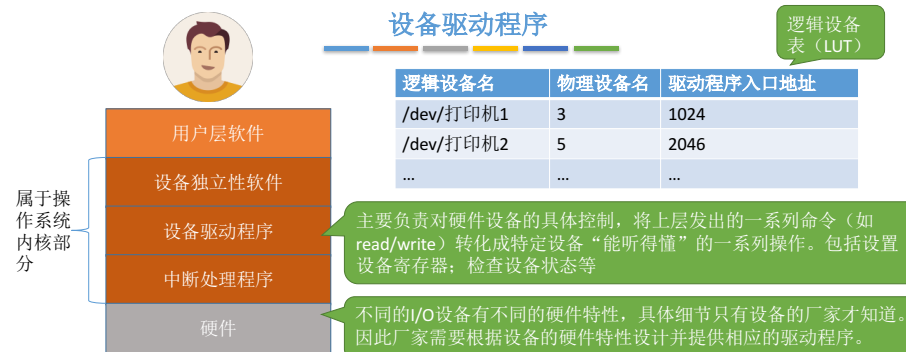 设备驱动程序
逻辑设备
表（LUT）
逻辑设备名 物理设备名 驱动程序入口地址
/dev/打印机1 3 1024
/dev/打印机2 5 2046
… … …
用户层软件
设备独立性软件
设备驱动程序
中断处理程序
硬件
属于操
作系统
内核部
分
主要负责对硬件设备的具体控制，将上层发出的一系列命令（如
read/write）转化成特定设备“能听得懂”的一系列操作。包括设置
设备寄存器；检查设备状态等
不同的I/O设备有不同的硬件特性，具体细节只有设备的厂家才知道。
因此厂家需要根据设备的硬件特性设计并提供相应的驱动程序。